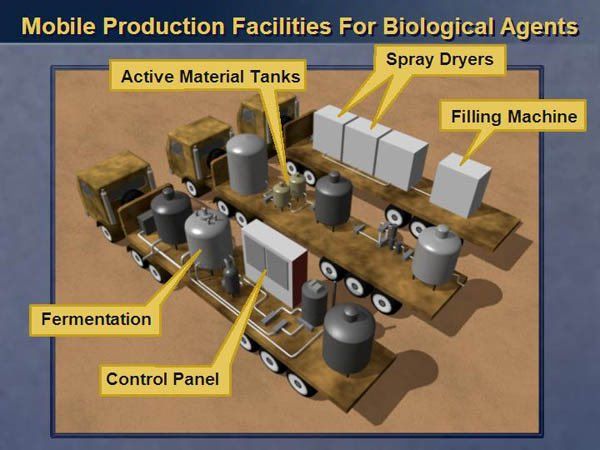 Mobile Production Facilities For Biological Agents
Active Material Tanks
Spray Dryers
Filling Machine
Fermentation
Control Panel